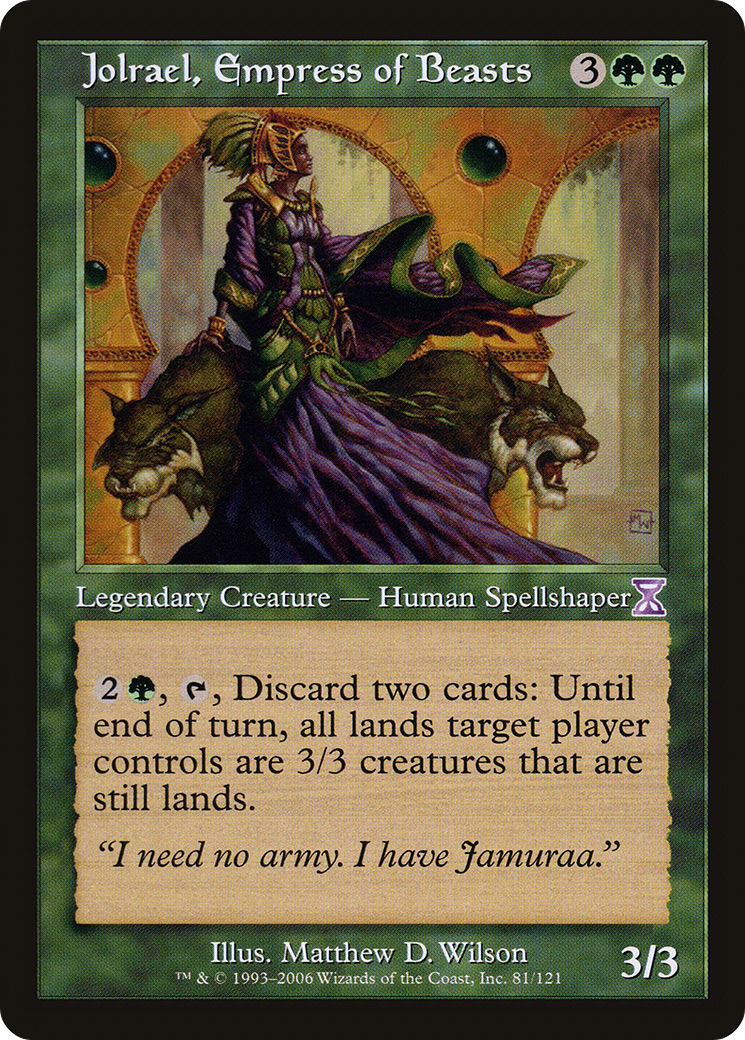 Jolrael, Empress of Beasts 3
Legendary Creature — Human Spellshaper
2 , , Discard two cards: Until
end of turn, all lands target player
controls are 3/3 creatures that are
still lands.
“I need no army. I have Jamuraa.”
Illus. Matthew D. Wilson
™ & © 1993–2006 Wizards of the Coast, Inc. 81/121
3/3